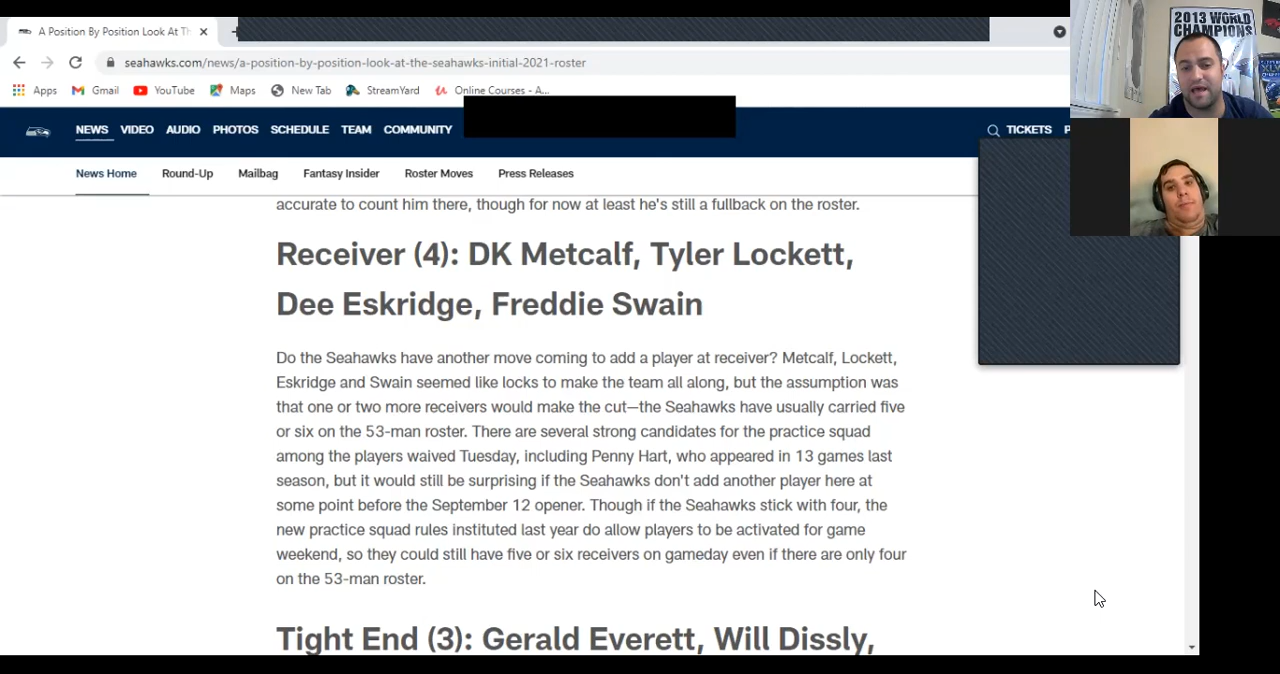 A Position By Position Look At Th
seahawks.com/news/a-position-by-position-look-at-the-seahawks-initial-2021-roster
Apps Gmail YouTube Maps New Tab StreamYard Online Courses - A...
NEWS VIDEO AUDIO PHOTOS SCHEDULE TEAM COMMUNITY TICKETS P
News Home Round-Up Mailbag Fantasy Insider Roster Moves Press Releases
2013 WORLD
CHAMPIONS
accurate to count him there, though for now at least he's still a fullback on the roster.
Receiver (4): DK Metcalf, Tyler Lockett,
Dee Eskridge, Freddie Swain
Do the Seahawks have another move coming to add a player at receiver? Metcalf, Lockett,
Eskridge and Swain seemed like locks to make the team all along, but the assumption was
that one or two more receivers would make the cut—the Seahawks have usually carried five
or six on the 53-man roster. There are several strong candidates for the practice squad
among the players waived Tuesday, including Penny Hart, who appeared in 13 games last
season, but it would still be surprising if the Seahawks don't add another player here at
some point before the September 12 opener. Though if the Seahawks stick with four, the
new practice squad rules instituted last year do allow players to be activated for game
weekend, so they could still have five or six receivers on gameday even if there are only four
on the 53-man roster.
Tight End (3): Gerald Everett, Will Dissly,